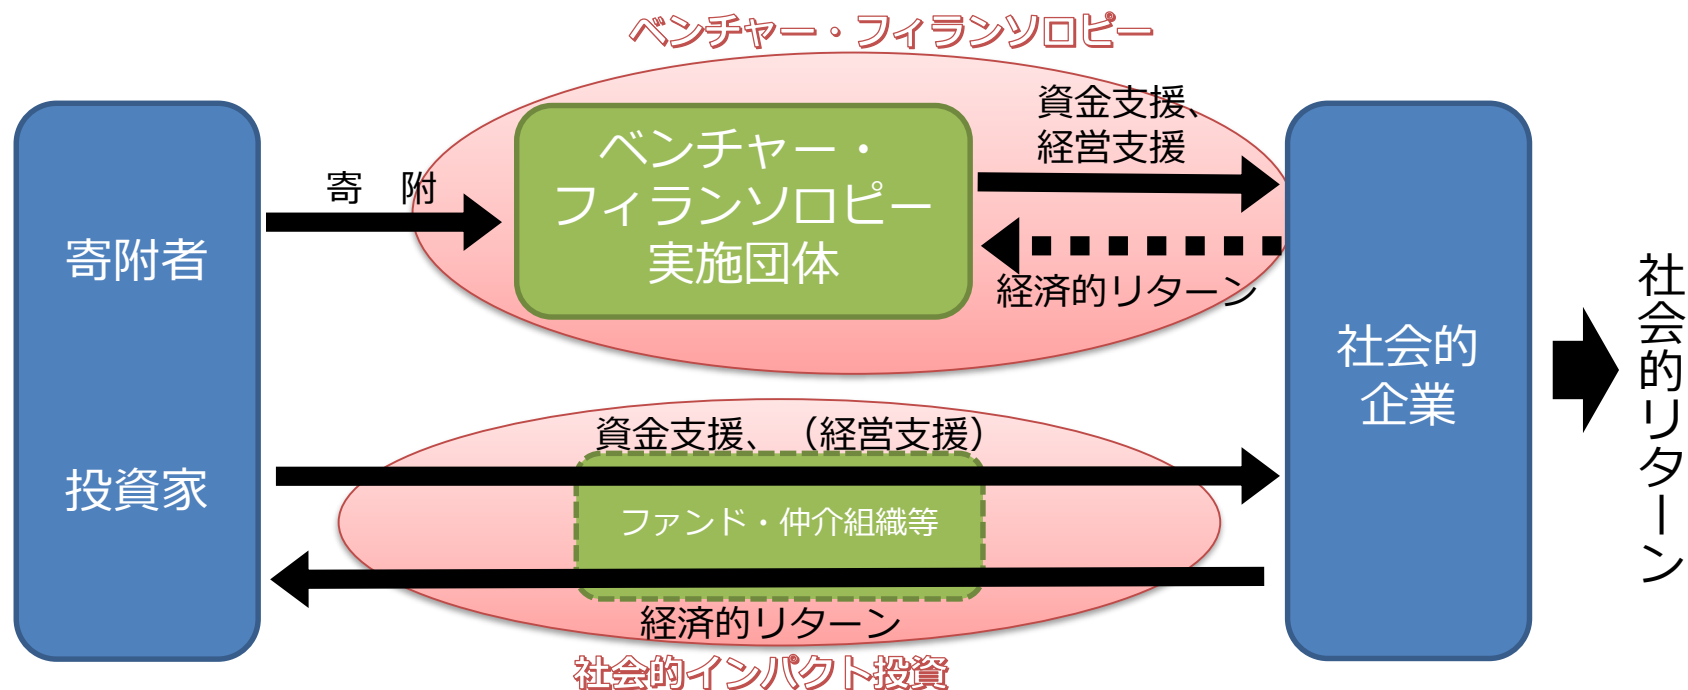 ベンチャー・フィランソロピー
寄附者
投資家
寄　附
ベンチャー・
フィランソロピー
実施団体
資金支援、
経営支援
経済的リターン
資金支援、（経営支援）
ファンド・仲介組織等
経済的リターン
社会的インパクト投資
社会的
企業
社会的リターン